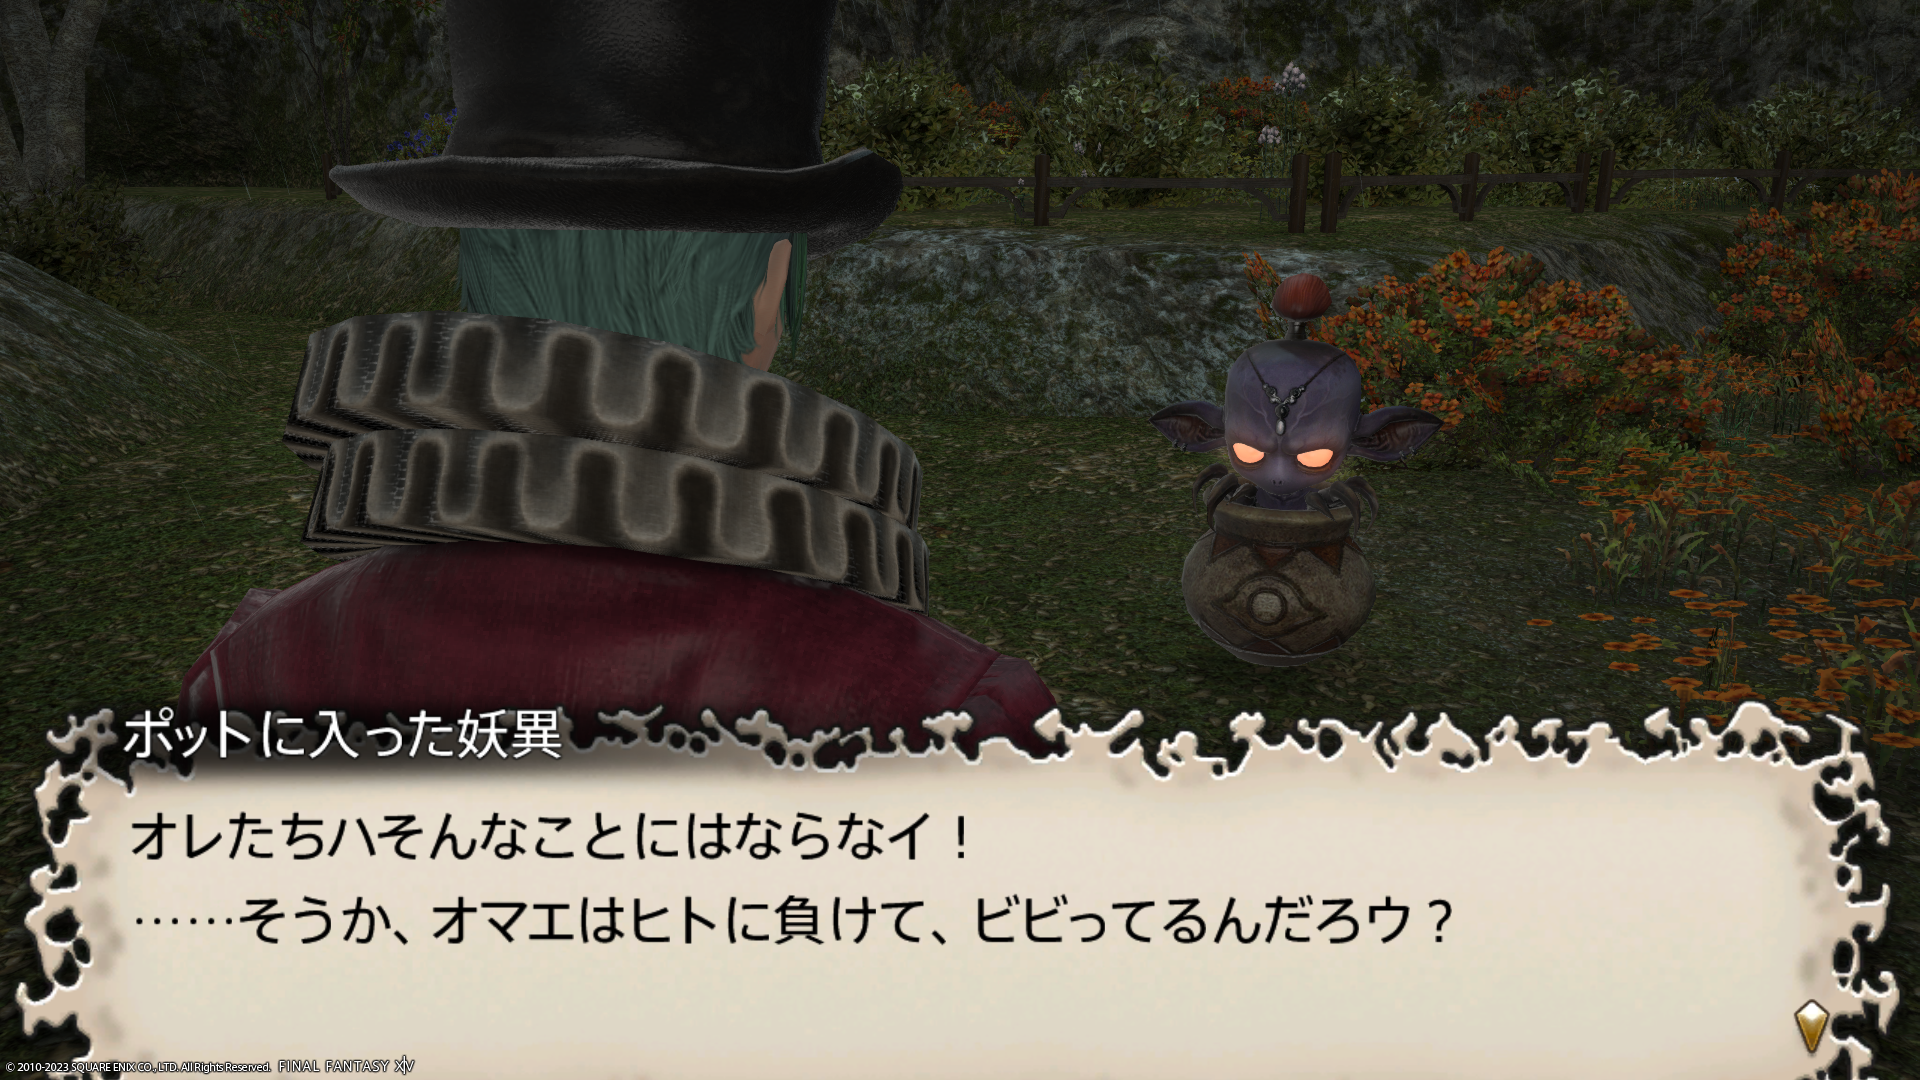 ポットに入った妖異
オレたちハそんなことにはならなイ！
……そうか、オマエはヒトに負けて、ビビってるんだろウ？
© 2010-2023 SQUARE ENIX CO., LTD. All Rights Reserved. FINAL FANTASY XIV